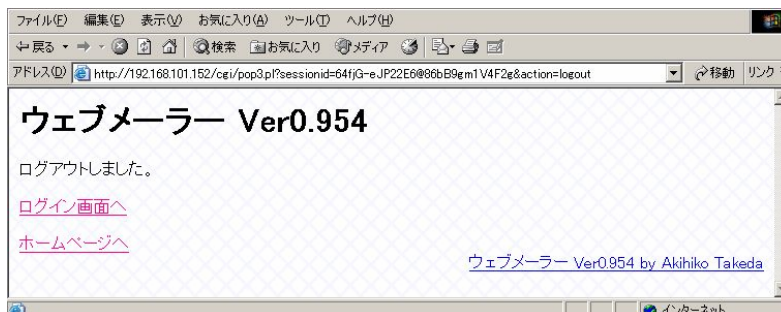 ファイル(F) 編集(E) 表示(V) お気に入り(A) ツール(T) ヘルプ(H)
戻る 検索 お気に入り メディア
アドレス(D) http://192.168.101.152/cgi/pop3.pl?sessionid=64fjG-eJP22E6@86bB9gm1V4F2g&action=logout 移動 リンク
ウェブメーラー Ver0.954
ログアウトしました。
ログイン画面へ
ホームページへ
ウェブメーラー Ver0.954 by Akihiko Takeda
インターネット